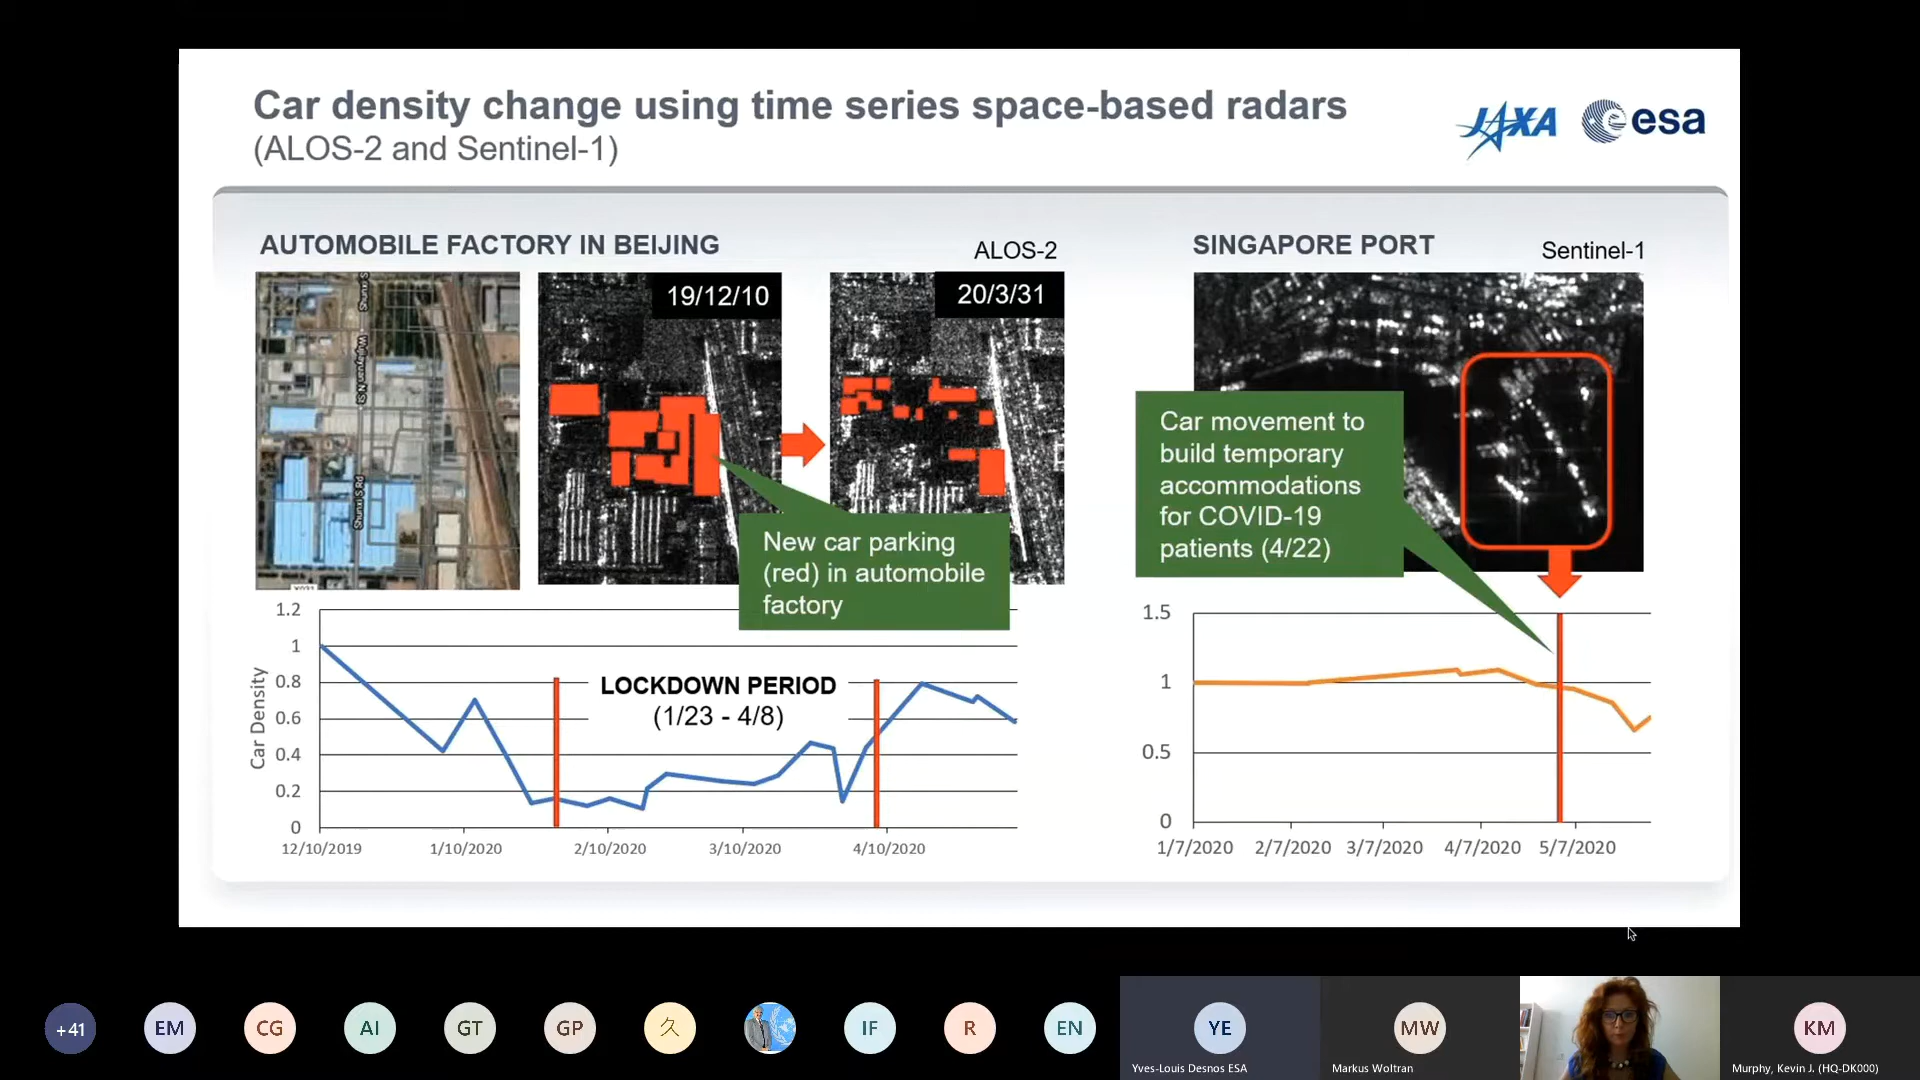 Car density change using time series space-based radars
(ALOS-2 and Sentinel-1)
JAXA
esa
AUTOMOBILE FACTORY IN BEIJING
ALOS-2
19/12/10
20/3/31
Shunxi S Rd
New car parking
(red) in automobile
factory
Car Density
1.2
1
0.8
0.6
0.4
0.2
0
LOCKDOWN PERIOD
(1/23 - 4/8)
12/10/2019
1/10/2020
2/10/2020
3/10/2020
4/10/2020
SINGAPORE PORT
Sentinel-1
Car movement to
build temporary
accommodations
for COVID-19
patients (4/22)
1.5
1
0.5
0
1/7/2020
2/7/2020
3/7/2020
4/7/2020
5/7/2020
+41
EM
CG
AI
GT
GP
久
IF
R
EN
YE
Yves-Louis Desnos ESA
MW
Markus Woltran
KM
Murphy, Kevin J. (HQ-DK000)